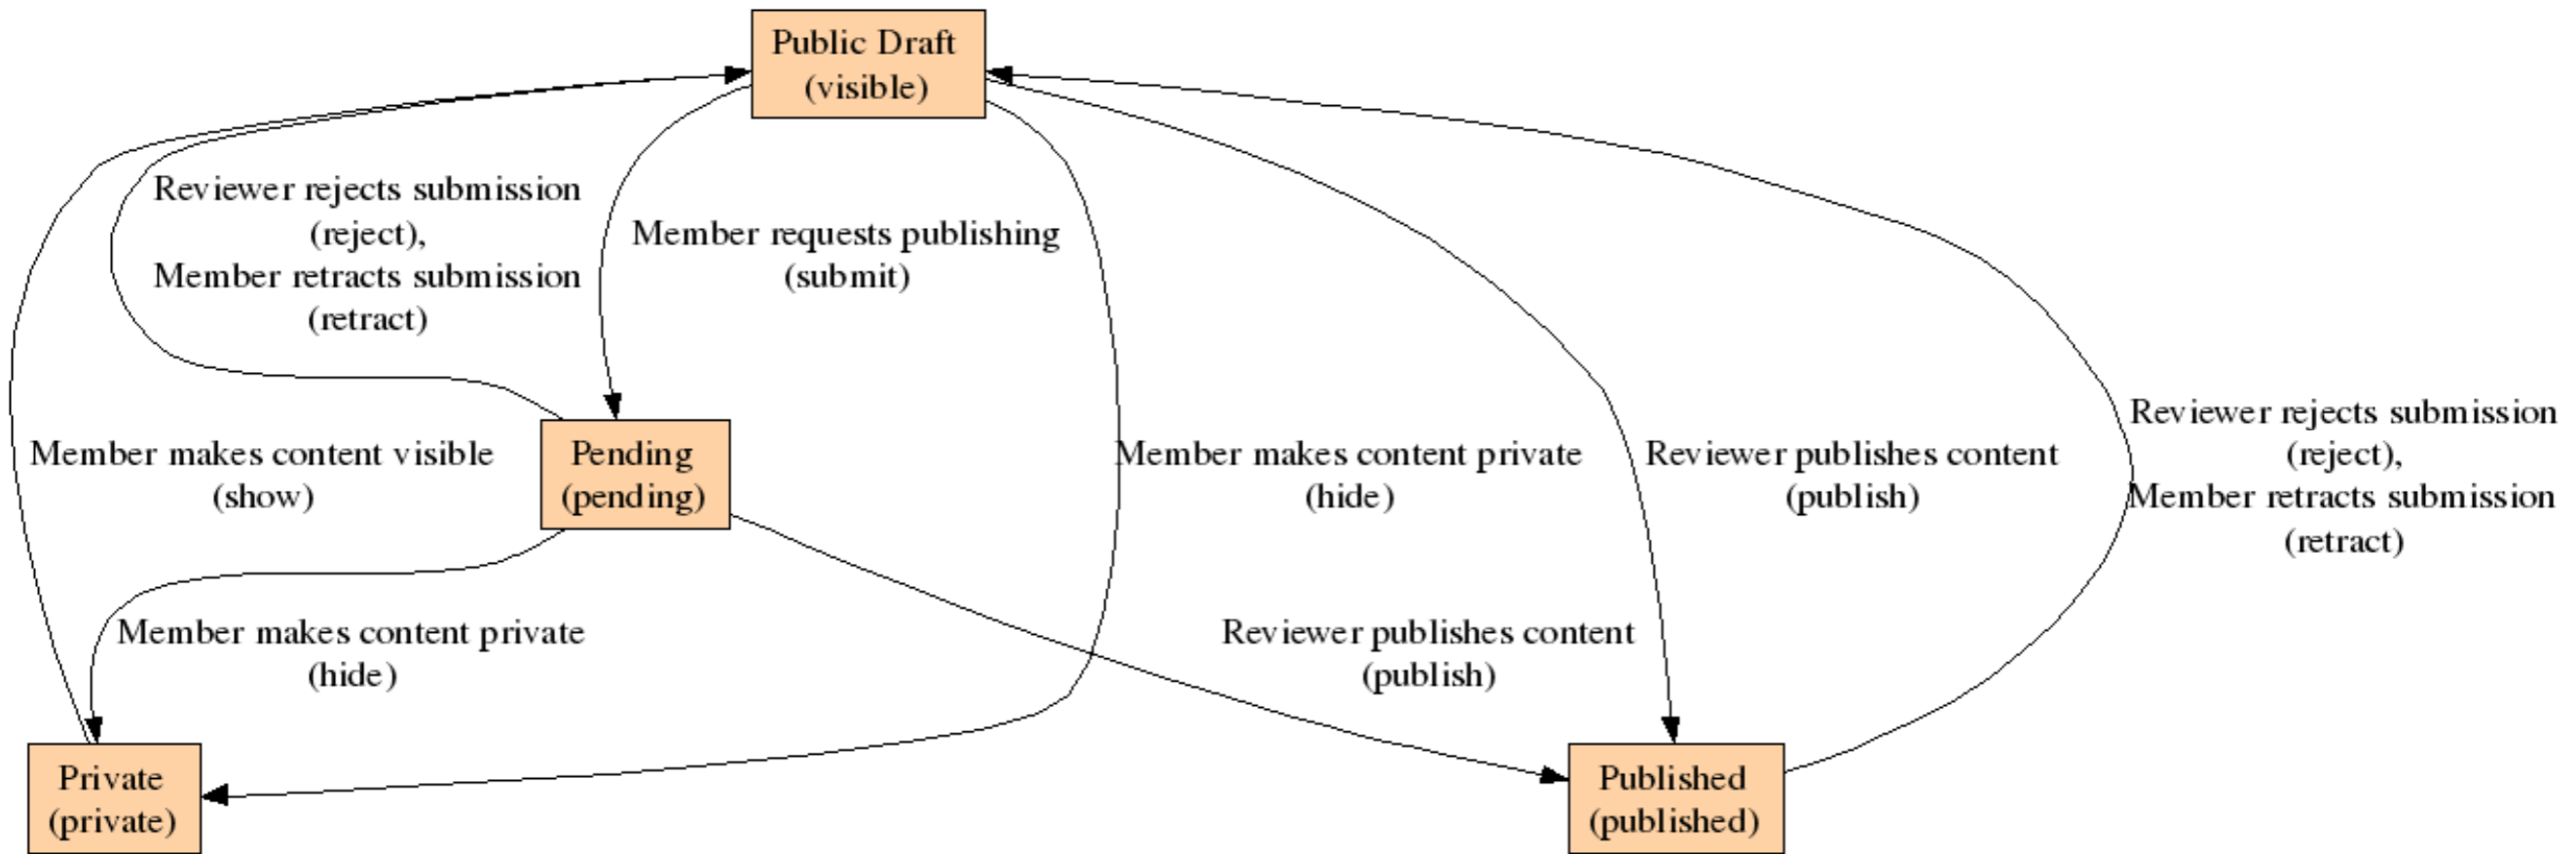 Public Draft
(visible)
Reviewer rejects submission
(reject),
Member retracts submission
(retract)
Member requests publishing
(submit)
Member makes content visible
(show)
Pending
(pending)
Member makes content private
(hide)
Reviewer publishes content
(publish)
Reviewer rejects submission
(reject),
Member retracts submission
(retract)
Member makes content private
(hide)
Reviewer publishes content
(publish)
Private
(private)
Published
(published)